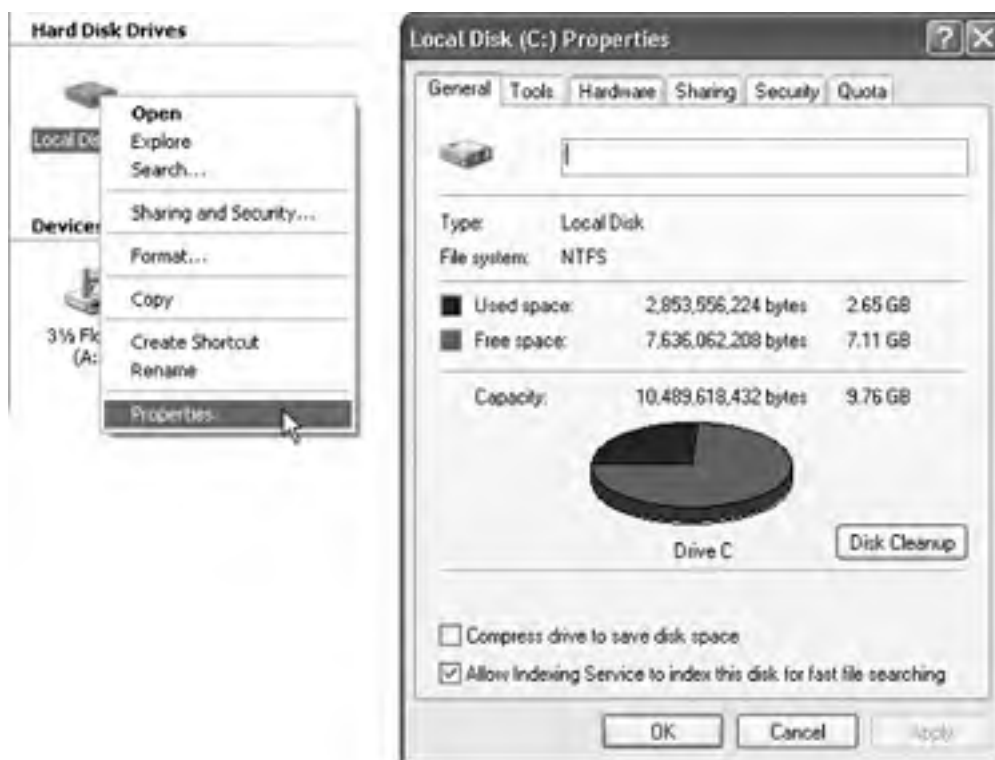 Hard Disk Drives
Local Dis
Open
Explore
Search...
Sharing and Security...
Format...
Copy
Create Shortcut
Rename
Properties
Devices
3½ Flo
(A:
Local Disk (C:) Properties
General Tools Hardware Sharing Security Quota
Type: Local Disk
File system: NTFS
Used space: 2,853,556,224 bytes 2.65 GB
Free space: 7,636,062,208 bytes 7.11 GB
Capacity: 10,489,618,432 bytes 9.76 GB
Drive C
Disk Cleanup
Compress drive to save disk space
Allow Indexing Service to index this disk for fast file searching
OK Cancel Apply